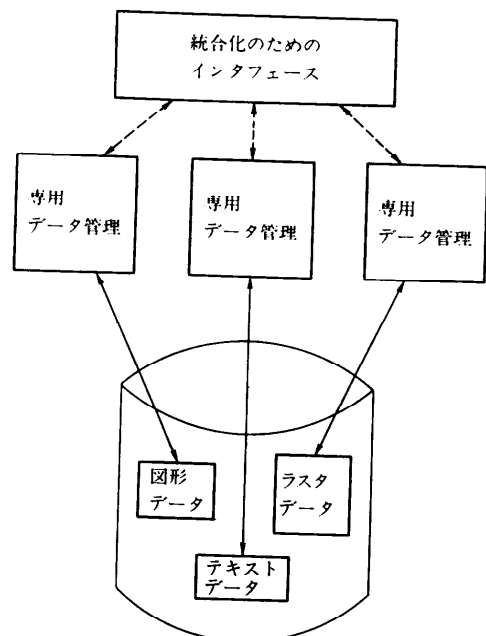 統合化のための
インタフェース
専用
データ管理
専用
データ管理
専用
データ管理
図形
データ
ラスタ
データ
テキスト
データ